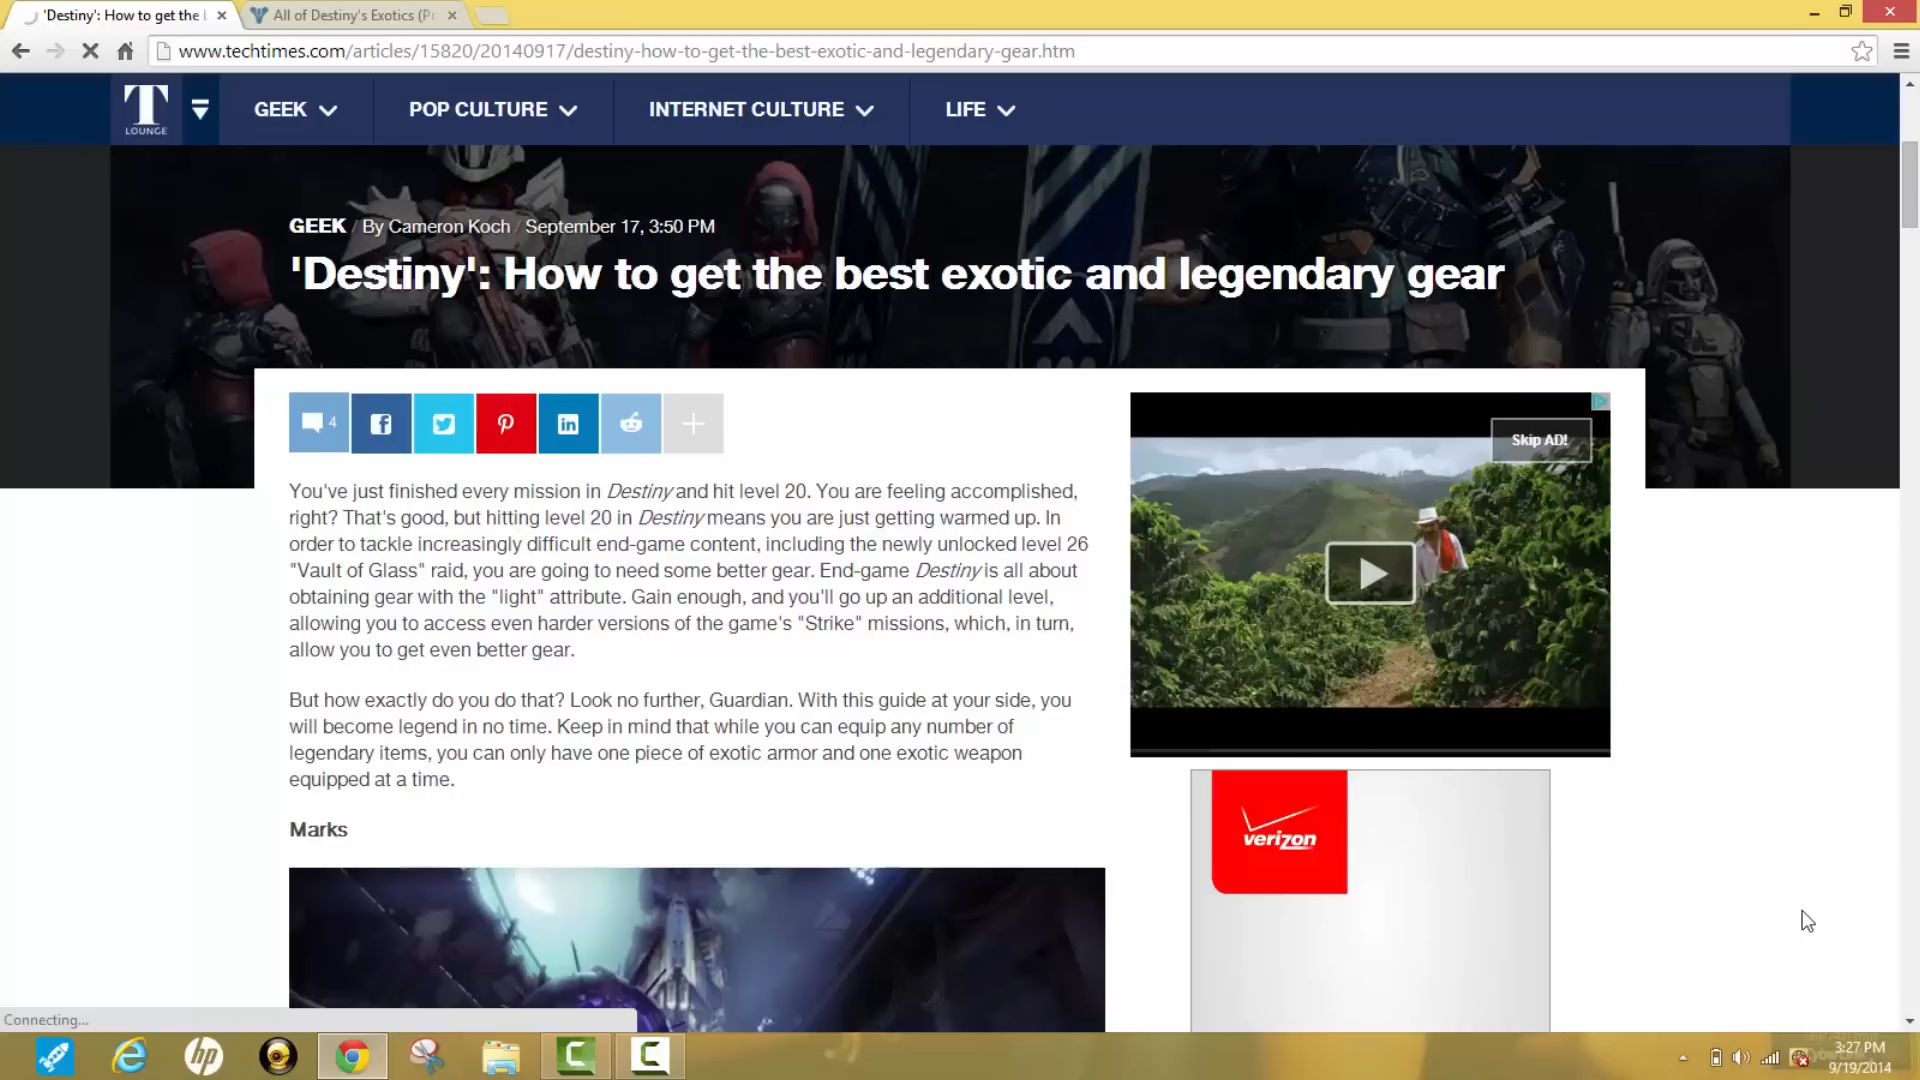 'Destiny': How to get the
All of Destiny's Exotics (P
www.techtimes.com/articles/15820/20140917/destiny-how-to-get-the-best-exotic-and-legendary-gear.htm
T LOUNGE
GEEK
POP CULTURE
INTERNET CULTURE
LIFE
GEEK / By Cameron Koch / September 17, 3:50 PM
'Destiny': How to get the best exotic and legendary gear
4
Skip AD!
You've just finished every mission in Destiny and hit level 20. You are feeling accomplished,
right? That's good, but hitting level 20 in Destiny means you are just getting warmed up. In
order to tackle increasingly difficult end-game content, including the newly unlocked level 26
"Vault of Glass" raid, you are going to need some better gear. End-game Destiny is all about
obtaining gear with the "light" attribute. Gain enough, and you'll go up an additional level,
allowing you to access even harder versions of the game's "Strike" missions, which, in turn,
allow you to get even better gear.
But how exactly do you do that? Look no further, Guardian. With this guide at your side, you
will become legend in no time. Keep in mind that while you can equip any number of
legendary items, you can only have one piece of exotic armor and one exotic weapon
equipped at a time.
Marks
verizon
Connecting...
3:27 PM
9/19/2014